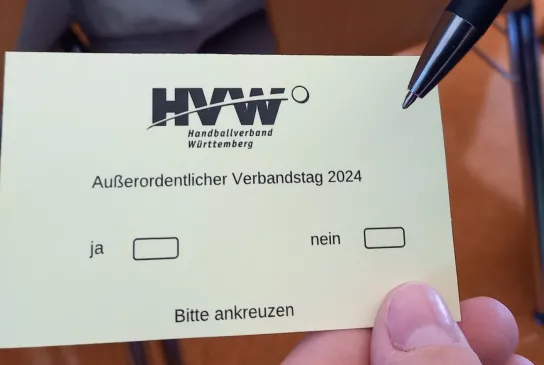 HVW
Handballverband
Württemberg
Außerordentlicher Verbandstag 2024
ja
nein
Bitte ankreuzen